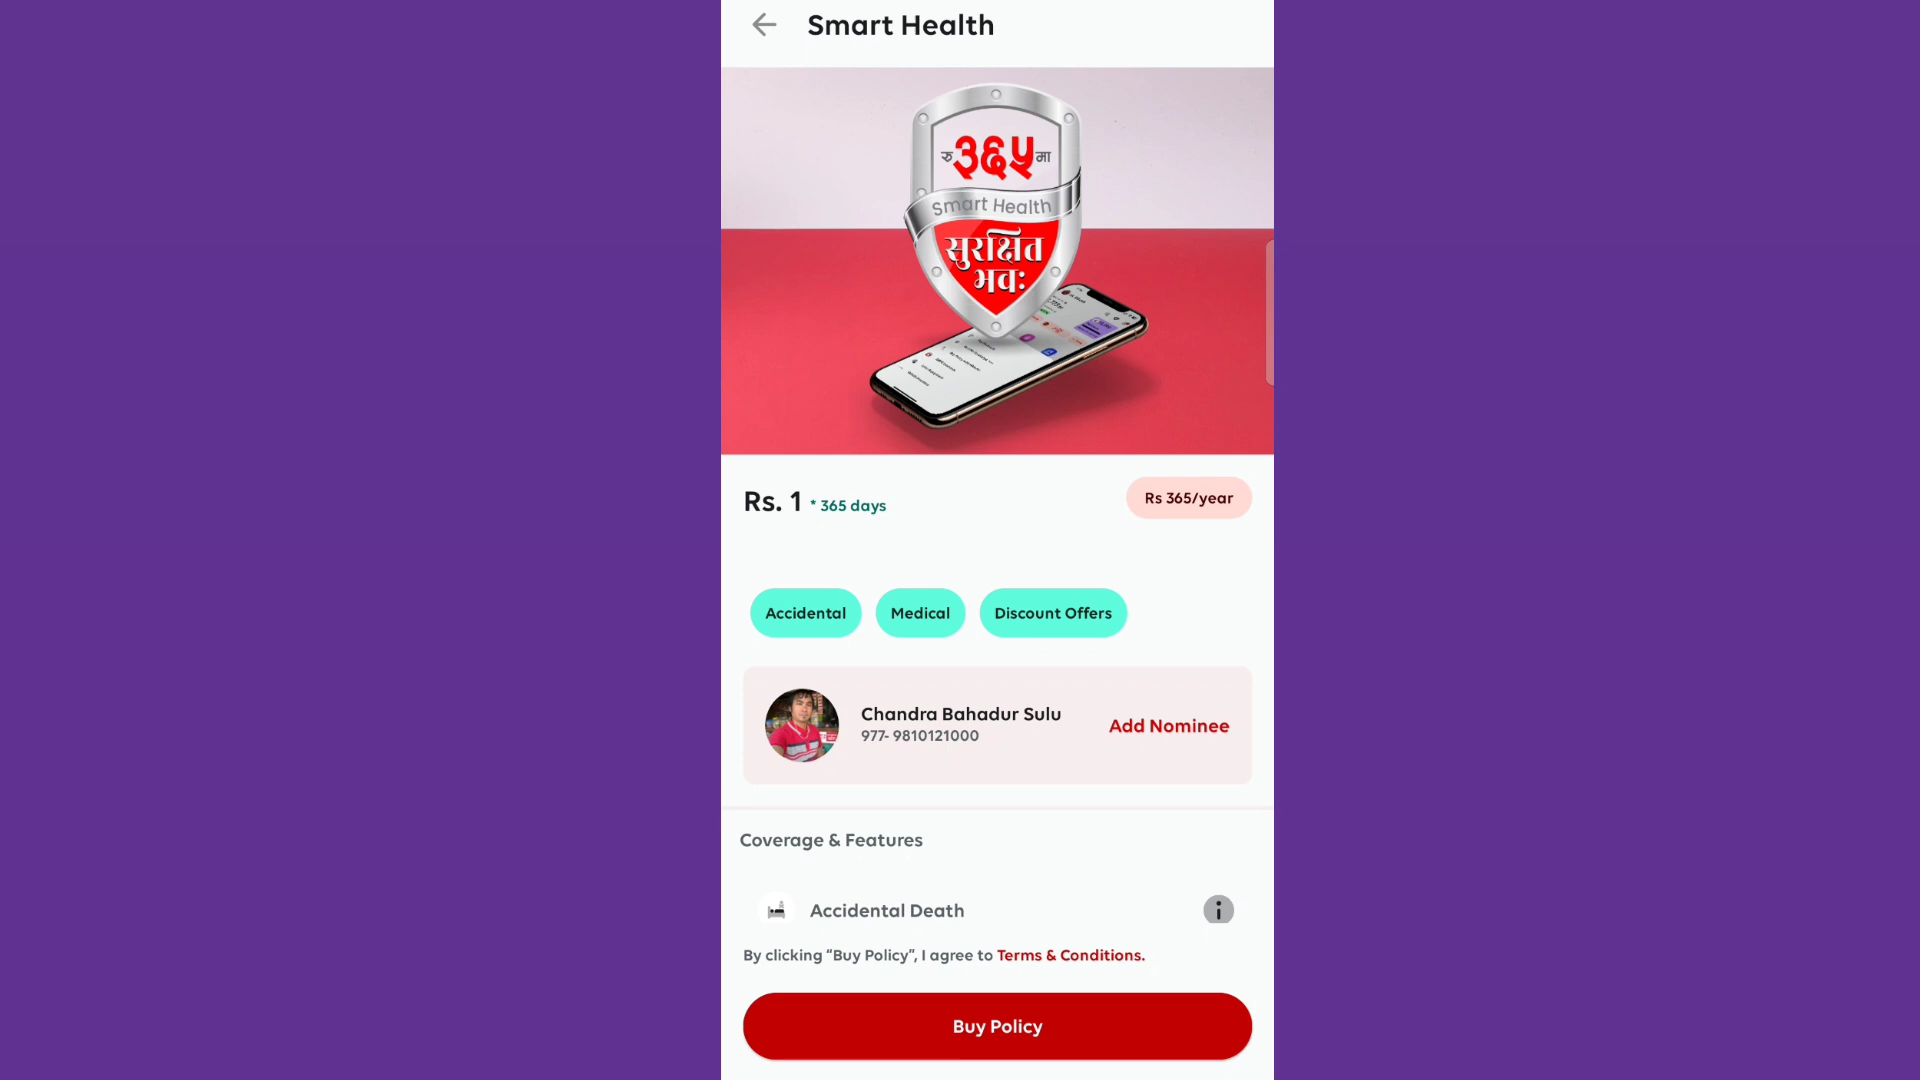 Smart Health
रु ३६५ मा
Smart Health
सुरक्षित
भवः
Rs. 1 * 365 days
Rs 365/year
Accidental
Medical
Discount Offers
Chandra Bahadur Sulu
977- 9810121000
Add Nominee
Coverage & Features
Accidental Death
By clicking “Buy Policy”, I agree to Terms & Conditions.
Buy Policy